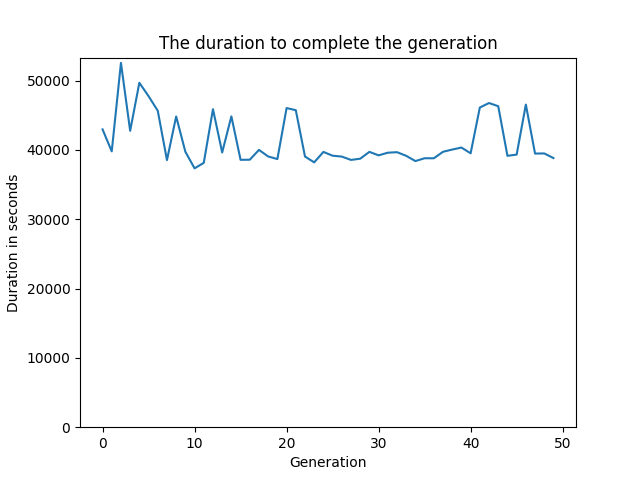 The duration to complete the generation
Duration in seconds
50000
40000
30000
20000
10000
0
0 10 20 30 40 50
Generation